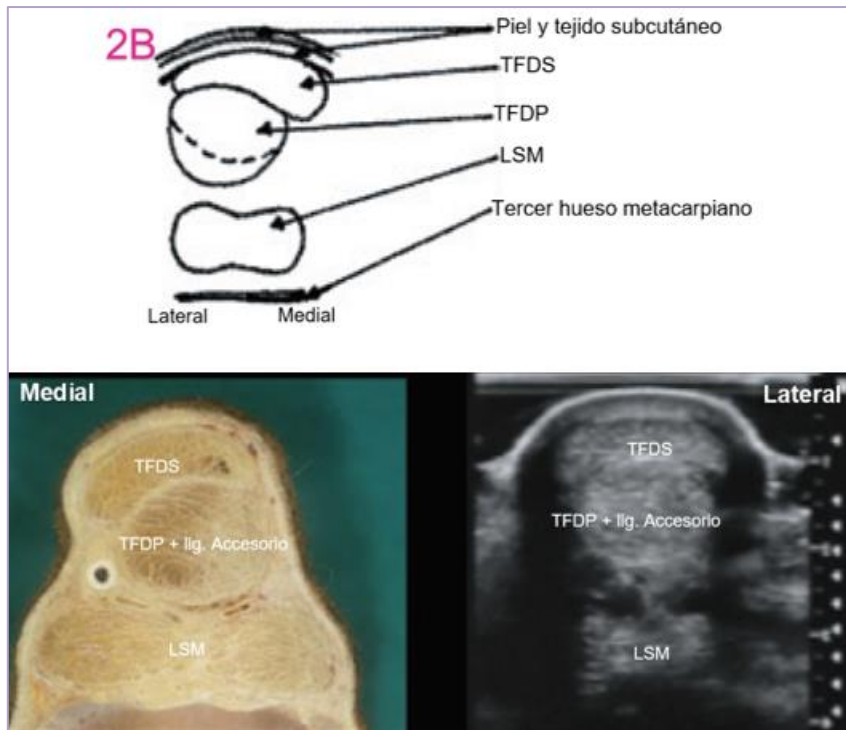 2B
Piel y tejido subcutáneo
TFDS
TFDP
LSM
Tercer hueso metacarpiano
Lateral
Medial
Medial
TFDS
TFDP + lig. Accesorio
LSM
Lateral
TFDS
TFDP + lig. Accesorio
LSM